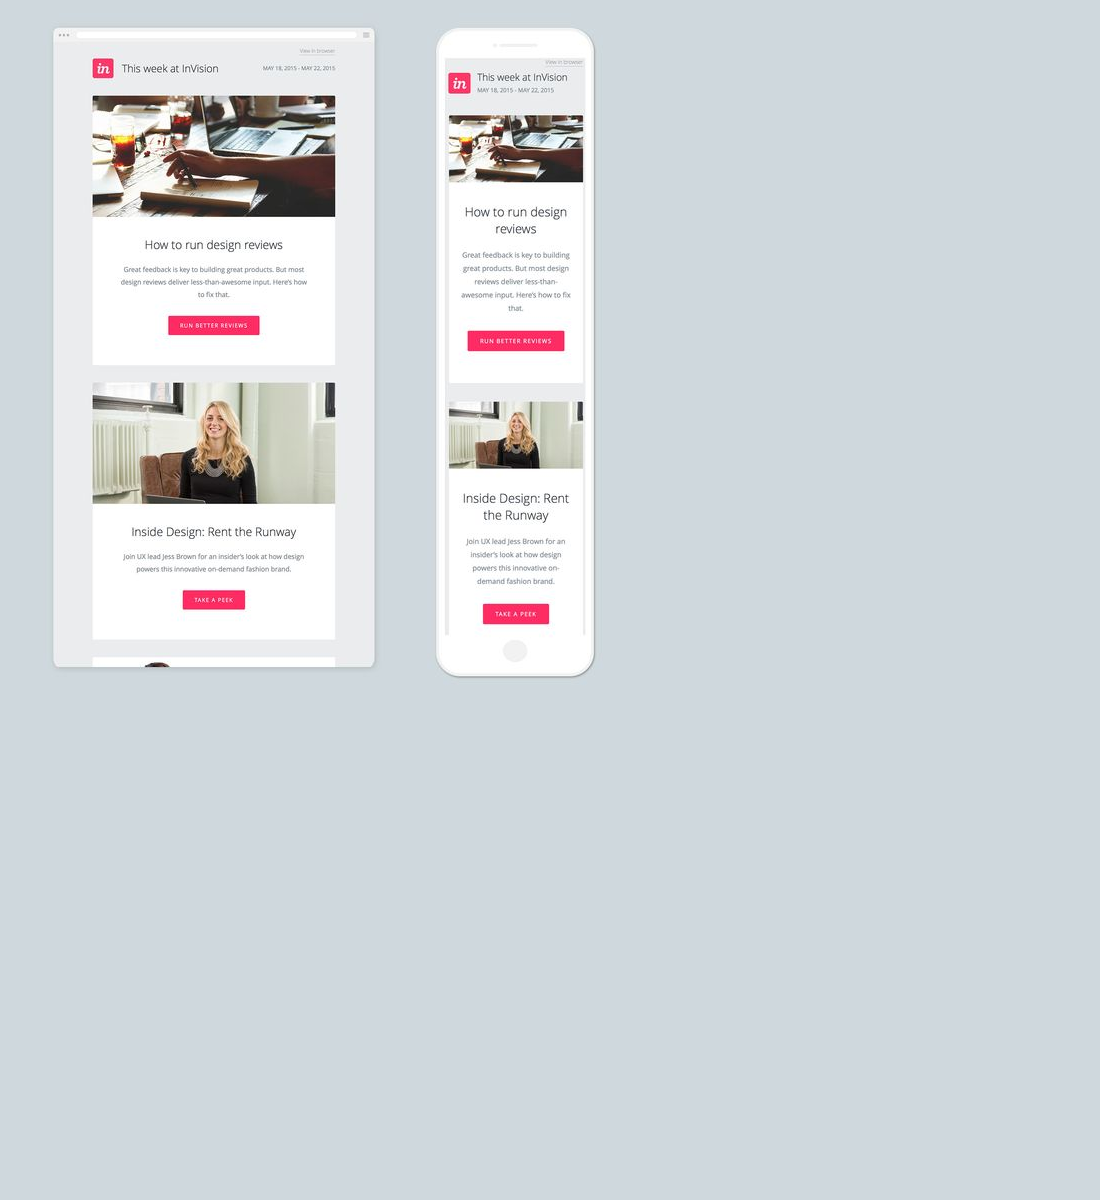 View in browser
in
This week at InVision
MAY 18, 2015 - MAY 22, 2015
How to run design reviews
Great feedback is key to building great products. But most
design reviews deliver less-than-awesome input. Here's how
to fix that.
RUN BETTER REVIEWS
Inside Design: Rent the Runway
Join UX lead Jess Brown for an insider's look at how design
powers this innovative on-demand fashion brand.
TAKE A PEEK
View in browser
in
This week at InVision
MAY 18, 2015 - MAY 22, 2015
How to run design
reviews
Great feedback is key to building
great products. But most design
reviews deliver less-than-
awesome input. Here's how to fix
that.
RUN BETTER REVIEWS
Inside Design: Rent
the Runway
Join UX lead Jess Brown for an
insider's look at how design
powers this innovative on-
demand fashion brand.
TAKE A PEEK